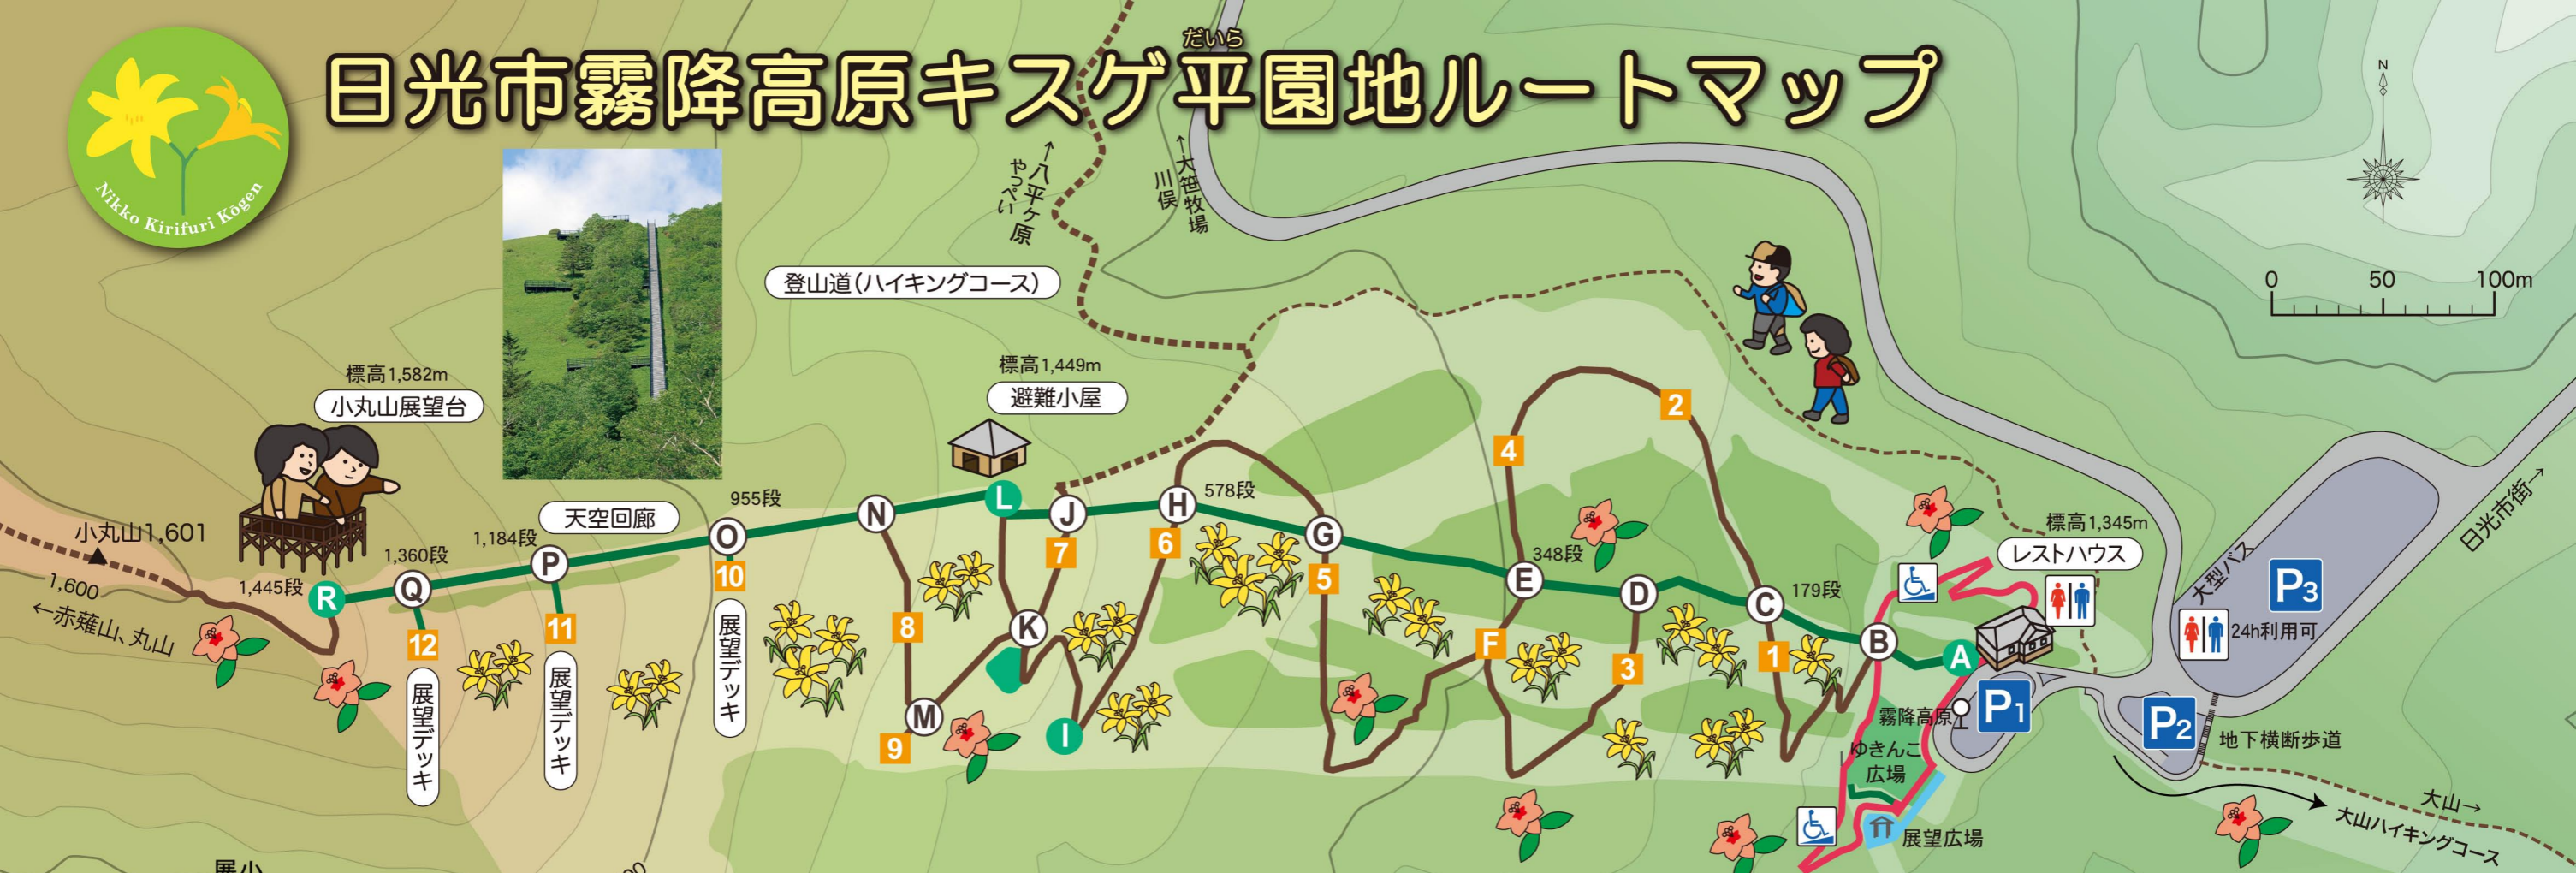 日光市霧降高原キスゲ平園地ルートマップ
だいら
Nikko Kirifuri Kōgen
N
0 50 100m
↑八平ヶ原
やっぺい
↑大笹牧場
川俣
登山道(ハイキングコース)
標高1,582m
小丸山展望台
標高1,449m
避難小屋
天空回廊
小丸山1,601
1,600
←赤薙山、丸山
1,445段
R
1,360段
Q
12
展望デッキ
1,184段
P
11
展望デッキ
955段
O
10
展望デッキ
N
8
M
9
L
K
J
7
I
578段
H
6
G
5
4
2
348段
E
F
D
3
179段
C
1
B
A
標高1,345m
レストハウス
大型バス
P3
24h利用可
日光市街→
霧降高原
P1
P2
地下横断歩道
ゆきんこ
広場
展望広場
大山→
大山ハイキングコース